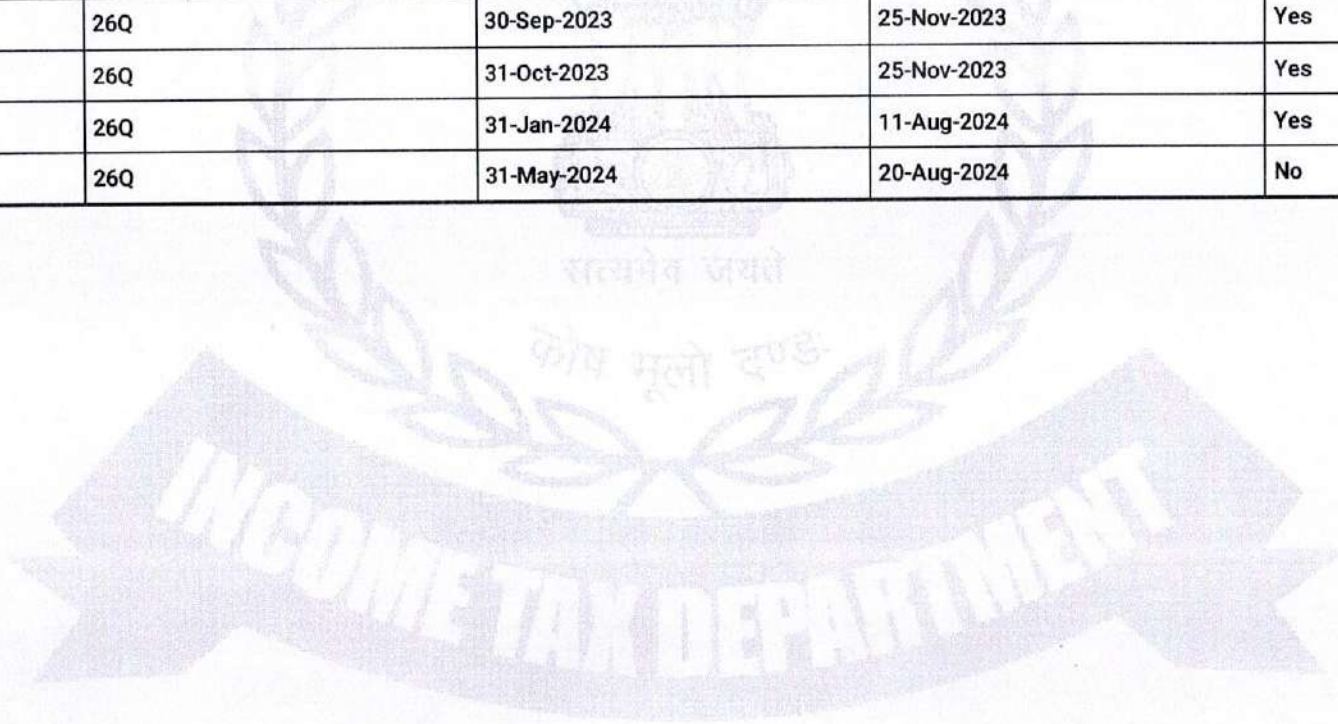 26Q 30-Sep-2023 25-Nov-2023 Yes
26Q 31-Oct-2023 25-Nov-2023 Yes
26Q 31-Jan-2024 11-Aug-2024 Yes
26Q 31-May-2024 20-Aug-2024 No
सत्यमेव जयते
कोष मूलो दण्ड
INCOME TAX DEPARTMENT